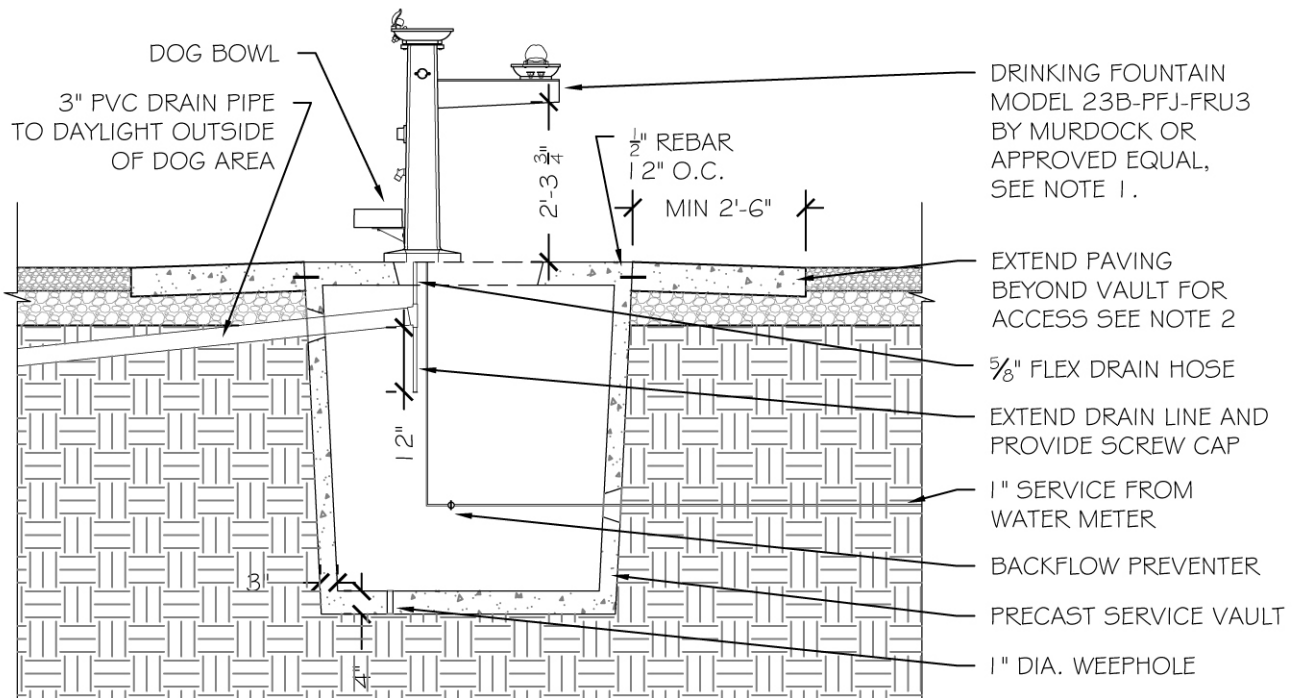 DOG BOWL
3" PVC DRAIN PIPE
TO DAYLIGHT OUTSIDE
OF DOG AREA
2'-3 3/4"
1/2" REBAR
12" O.C.
MIN 2'-6"
DRINKING FOUNTAIN
MODEL 23B-PFJ-FRU3
BY MURDOCK OR
APPROVED EQUAL,
SEE NOTE 1.
EXTEND PAVING
BEYOND VAULT FOR
ACCESS SEE NOTE 2
5/8" FLEX DRAIN HOSE
EXTEND DRAIN LINE AND
PROVIDE SCREW CAP
1" SERVICE FROM
WATER METER
BACKFLOW PREVENTER
PRECAST SERVICE VAULT
1" DIA. WEEPHOLE
12"
3"
4"